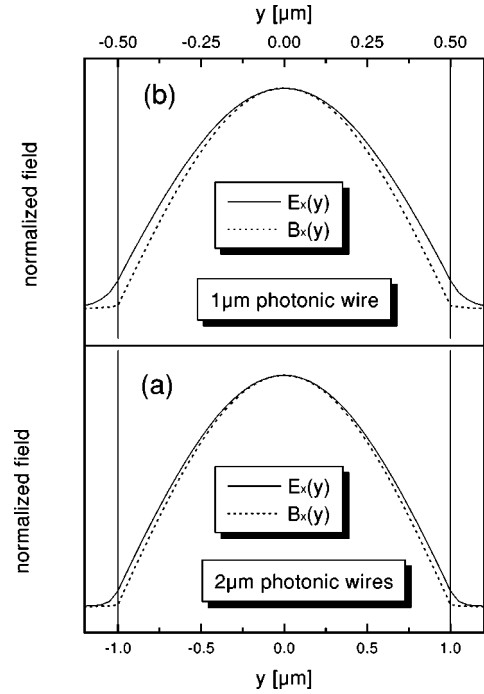 y [µm]
-0.50 -0.25 0.00 0.25 0.50
(b)
normalized field
Eₓ(y)
Bₓ(y)
1µm photonic wire
(a)
normalized field
Eₓ(y)
Bₓ(y)
2µm photonic wires
-1.0 -0.5 0.0 0.5 1.0
y [µm]